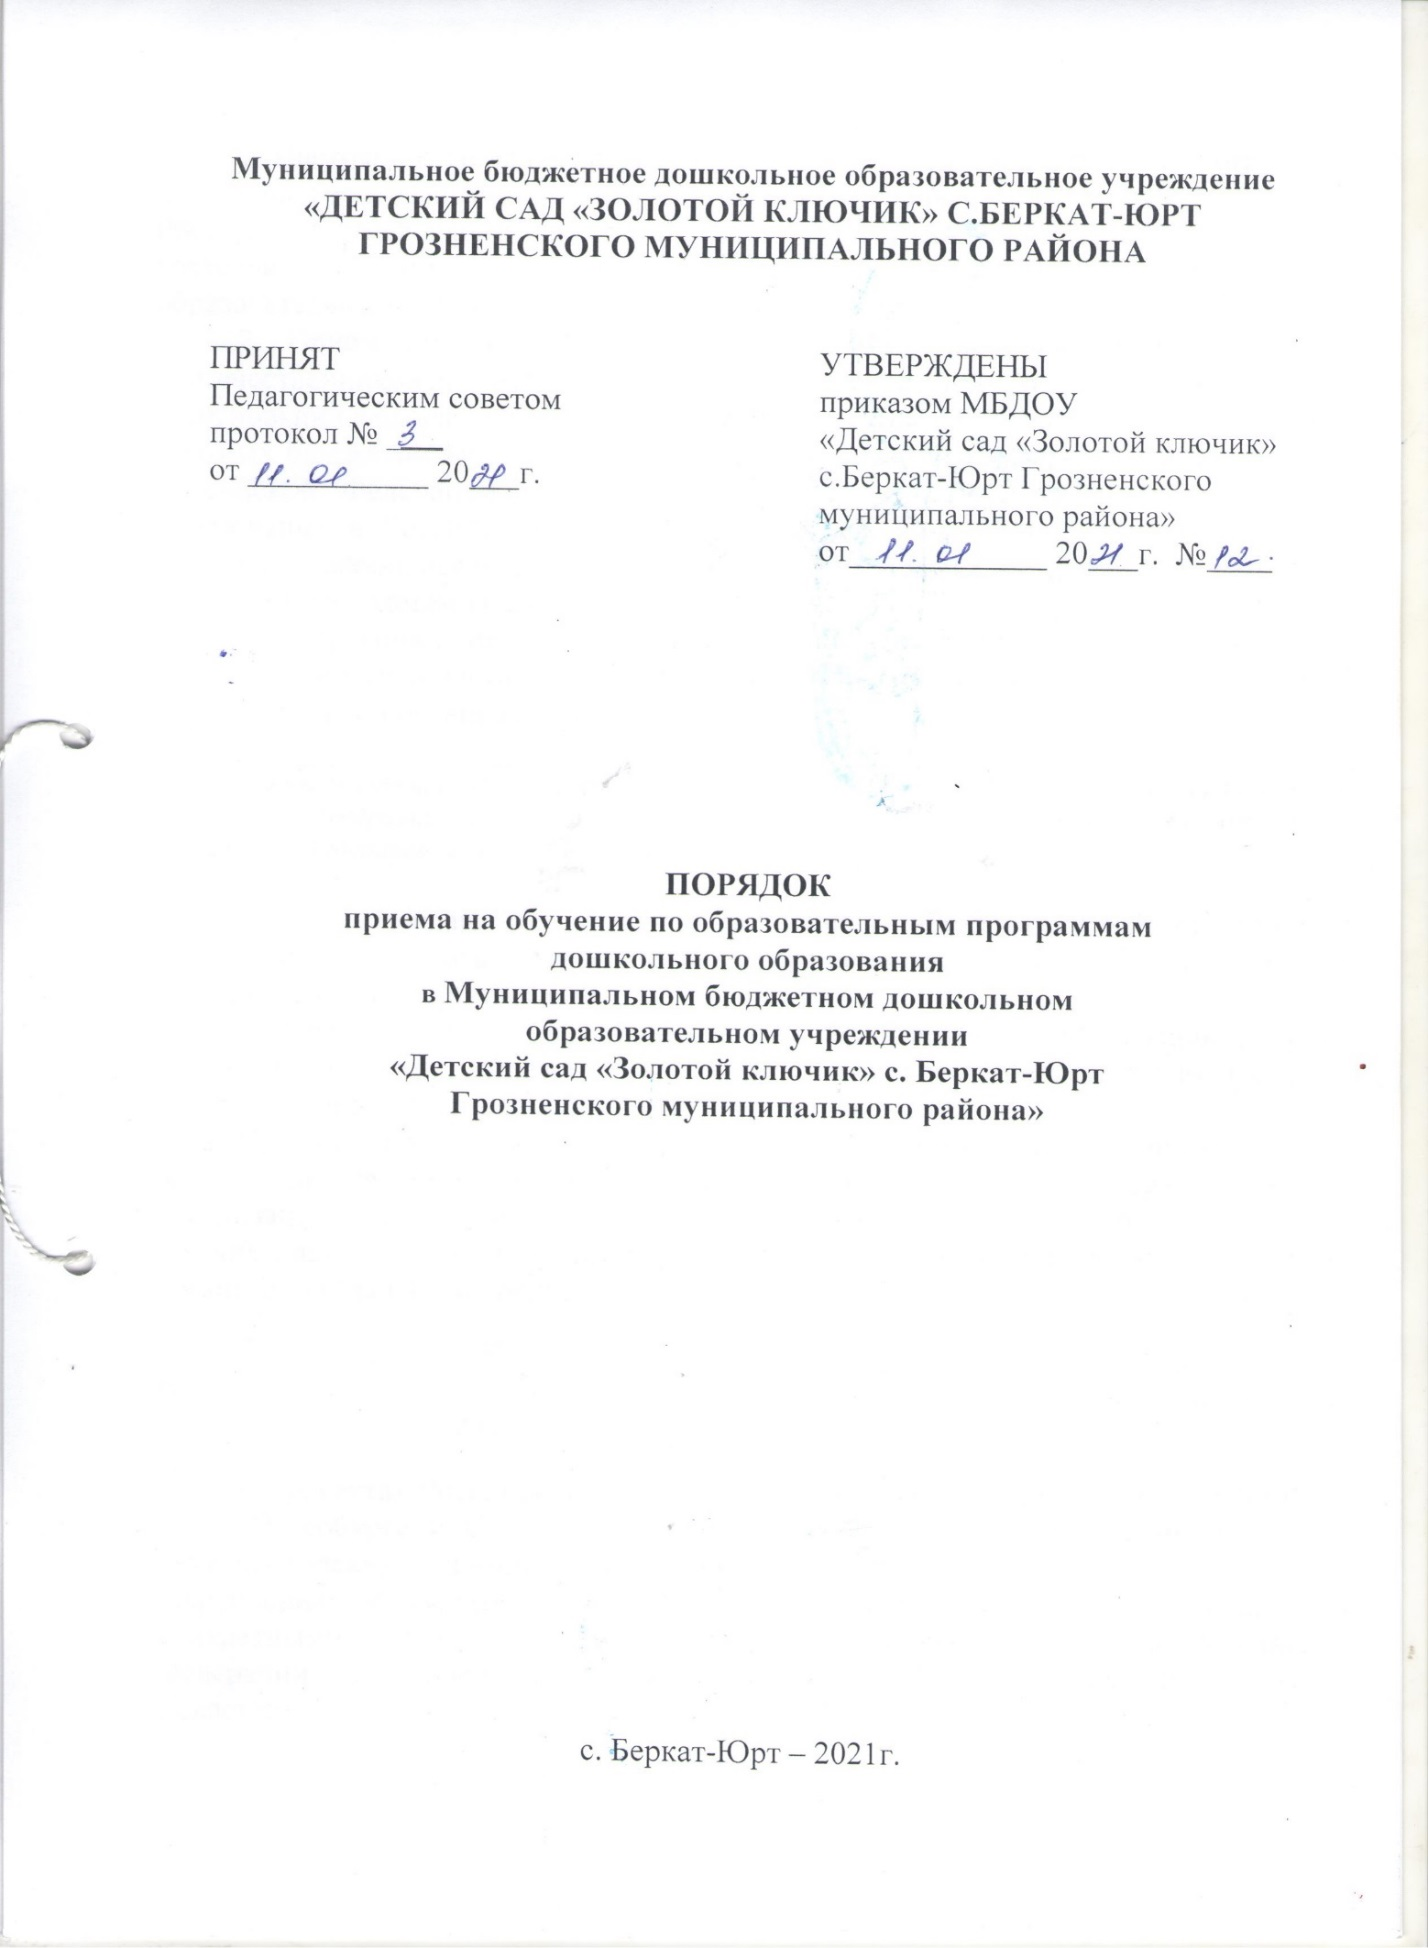 Муниципальное бюджетное дошкольное образовательное учреждение
«ДЕТСКИЙ САД «ЗОЛОТОЙ КЛЮЧИК» С.БЕРКАТ-ЮРТ
ГРОЗНЕНСКОГО МУНИЦИПАЛЬНОГО РАЙОНА
ПРИНЯТ
Педагогическим советом
протокол № 3
от 11. 01 2021 г.
УТВЕРЖДЕНЫ
приказом МБДОУ
«Детский сад «Золотой ключик»
с.Беркат-Юрт Грозненского
муниципального района»
от 11. 01 2021 г. № 12.
ПОРЯДОК
приема на обучение по образовательным программам
дошкольного образования
в Муниципальном бюджетном дошкольном
образовательном учреждении
«Детский сад «Золотой ключик» с. Беркат-Юрт
Грозненского муниципального района»
с. Беркат-Юрт – 2021г.